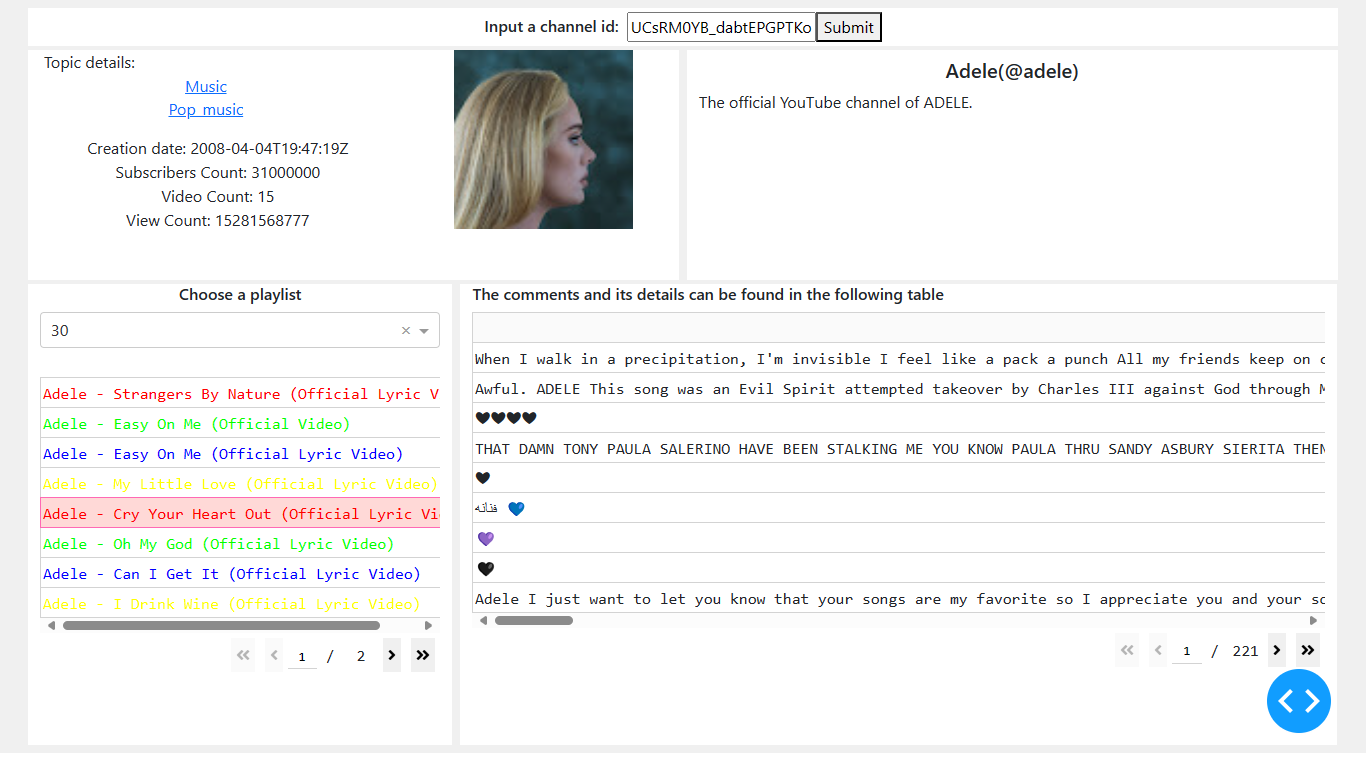 Input a channel id: UCsRM0YB_dabtEPGPTKo Submit
Topic details:
Music
Pop_music
Creation date: 2008-04-04T19:47:19Z
Subscribers Count: 31000000
Video Count: 15
View Count: 15281568777
Adele(@adele)
The official YouTube channel of ADELE.
Choose a playlist
30
Adele - Strangers By Nature (Official Lyric V
Adele - Easy On Me (Official Video)
Adele - Easy On Me (Official Lyric Video)
Adele - My Little Love (Official Lyric Video)
Adele - Cry Your Heart Out (Official Lyric Vi
Adele - Oh My God (Official Lyric Video)
Adele - Can I Get It (Official Lyric Video)
Adele - I Drink Wine (Official Lyric Video)
1 / 2
The comments and its details can be found in the following table
When I walk in a precipitation, I'm invisible I feel like a pack a punch All my friends keep on
Awful. ADELE This song was an Evil Spirit attempted takeover by Charles III against God through
🖤🖤🖤🖤
THAT DAMN TONY PAULA SALERINO HAVE BEEN STALKING ME YOU KNOW PAULA THRU SANDY ASBURY SIERITA THEN
🖤
فنانه 💙
💜
🖤
Adele I just want to let you know that your songs are my favorite so I appreciate you and your so
1 / 221